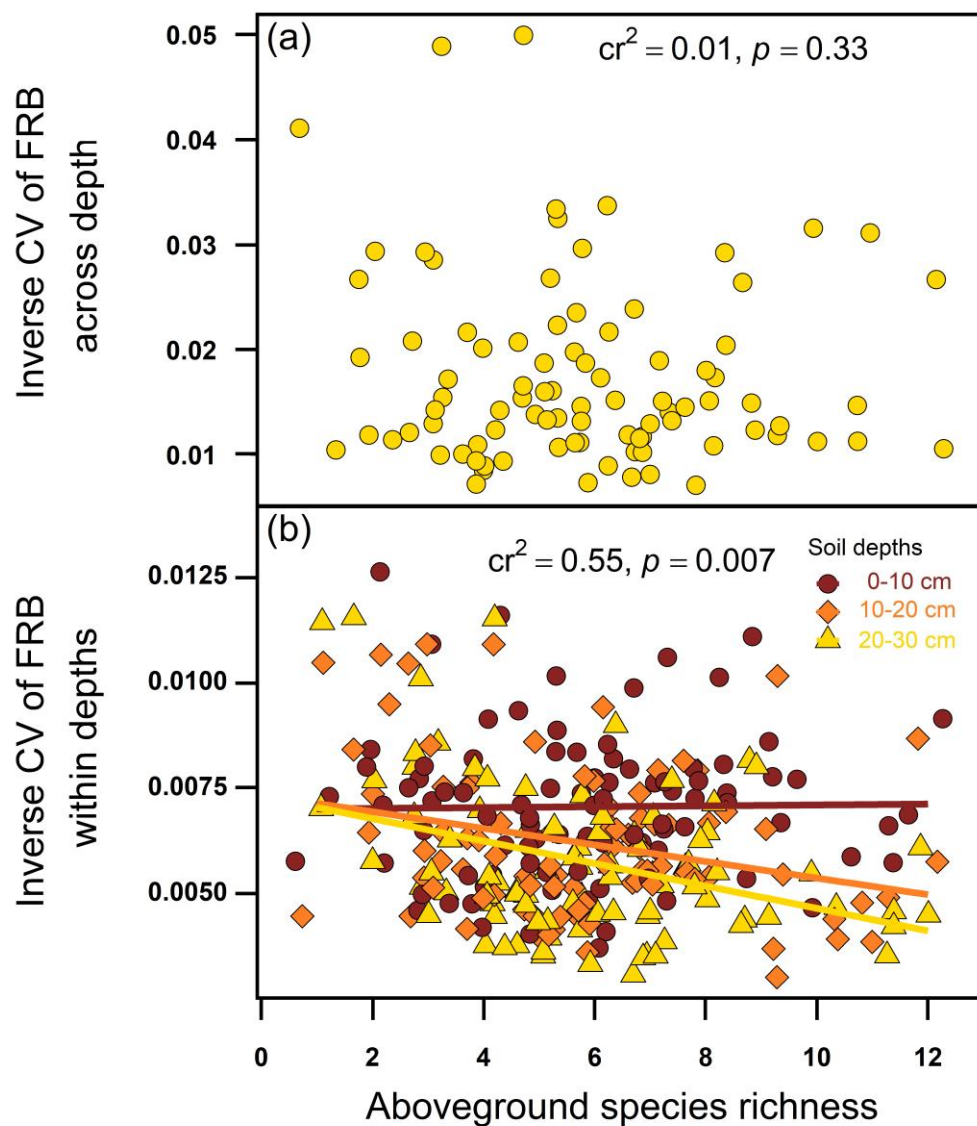 (a)
cr² = 0.01, p = 0.33
Inverse CV of FRB
across depth
0.05
0.04
0.03
0.02
0.01
(b)
cr² = 0.55, p = 0.007
Soil depths
0-10 cm
10-20 cm
20-30 cm
Inverse CV of FRB
within depths
0.0125
0.0100
0.0075
0.0050
0 2 4 6 8 10 12
Aboveground species richness